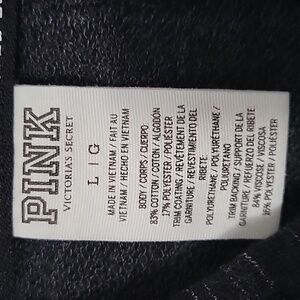 PINK
VICTORIA'S SECRET
L | G
MADE IN VIETNAM / FAIT AU
VIETNAM / HECHO EN VIETNAM
BODY / CORPS / CUERPO
83% COTTON / COTON / ALGODÓN
17% POLYESTER / POLIÉSTER
TRIM COATING / REVÊTEMENT DE LA
GARNITURE / REVESTIMIENTO DEL
RIBETE:
POLYURETHANE / POLYURÉTHANE /
POLIURETANO
TRIM BACKING / SUPPORT DE LA
GARNITURE / REFUERZO DEL RIBETE
84% VISCOSE / VISCOSA
16% POLYESTER / POLIÉSTER